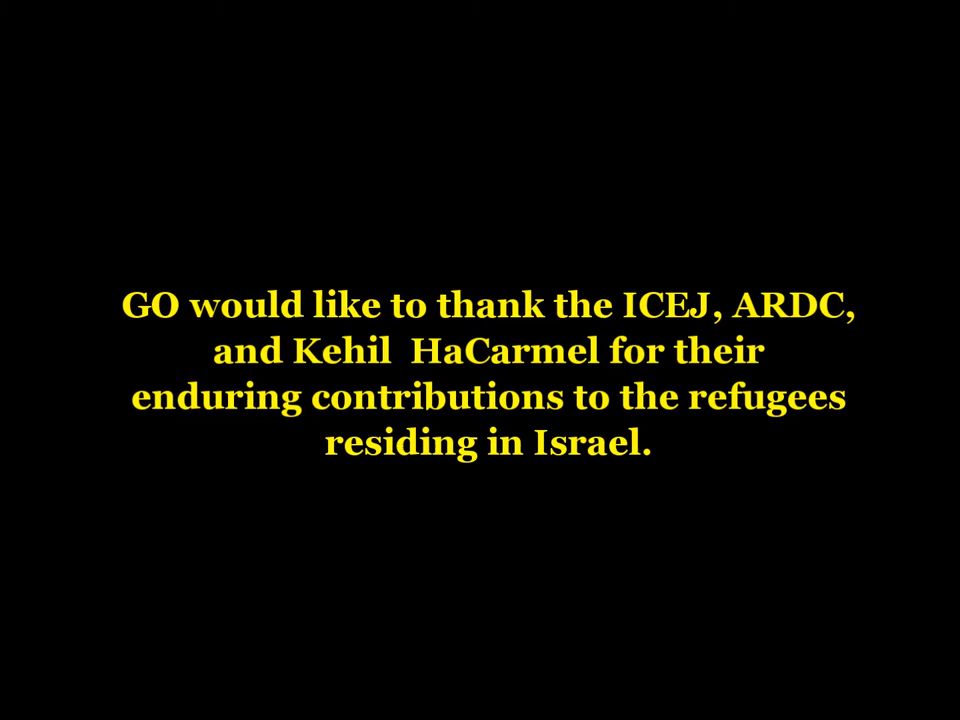 GO would like to thank the ICEJ, ARDC,
and Kehil  HaCarmel for their
enduring contributions to the refugees
residing in Israel.